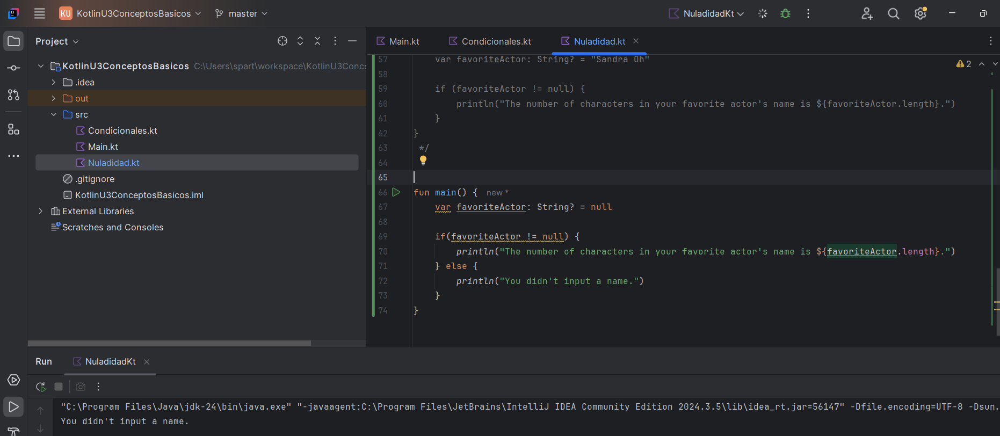 KU KotlinU3ConceptosBasicos master NuladidadKt
Project
KotlinU3ConceptosBasicos C:\Users\spart\workspace\KotlinU3Conce
.idea
out
src
Condicionales.kt
Main.kt
Nuladidad.kt
.gitignore
KotlinU3ConceptosBasicos.iml
External Libraries
Scratches and Consoles
Main.kt Condicionales.kt Nuladidad.kt
2
57 var favoriteActor: String? = "Sandra Oh"
58
59 if (favoriteActor != null) {
60 println("The number of characters in your favorite actor's name is ${favoriteActor.length}.")
61 }
62 }
63 */
64
65
66 fun main() { new *
67 var favoriteActor: String? = null
68
69 if(favoriteActor != null) {
70 println("The number of characters in your favorite actor's name is ${favoriteActor.length}.")
71 } else {
72 println("You didn't input a name.")
73 }
74 }
Run NuladidadKt
"C:\Program Files\Java\jdk-24\bin\java.exe" "-javaagent:C:\Program Files\JetBrains\IntelliJ IDEA Community Edition 2024.3.5\lib\idea_rt.jar=56147" -Dfile.encoding=UTF-8 -Dsun.
You didn't input a name.